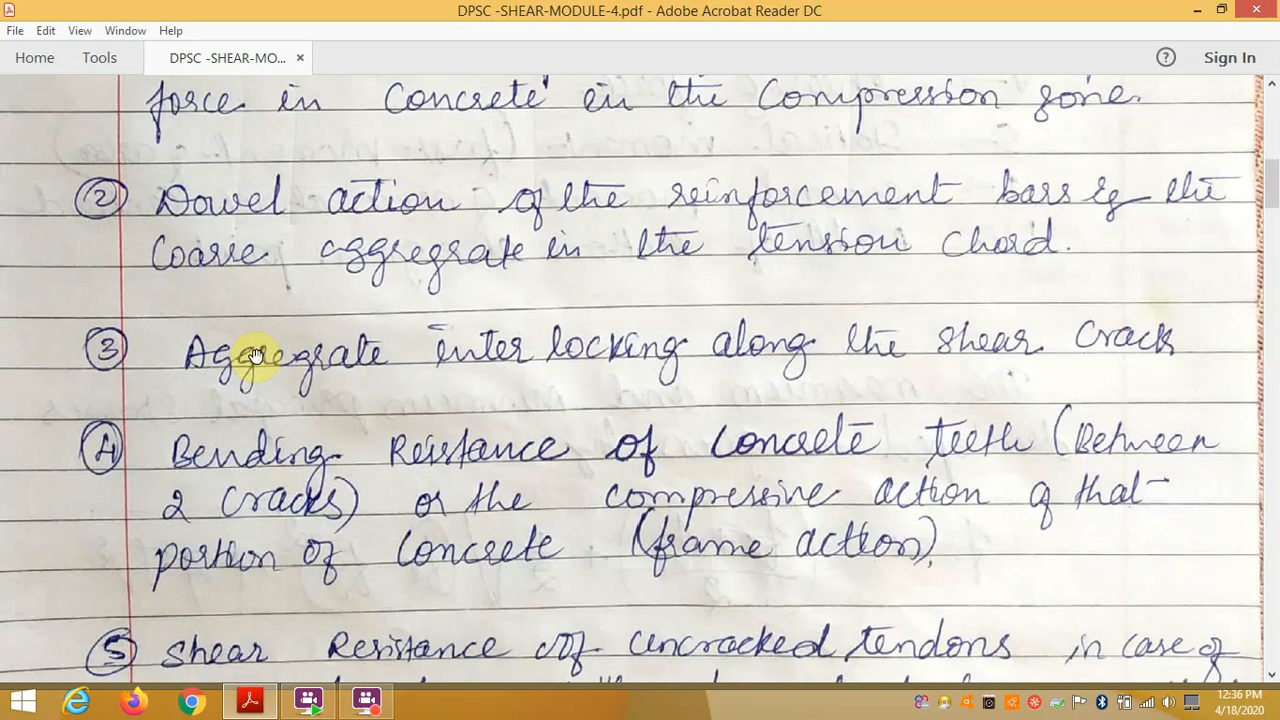 DPSC -SHEAR-MODULE-4.pdf - Adobe Acrobat Reader DC
File Edit View Window Help
Home Tools DPSC -SHEAR-MO... × Sign In
force in Concrete in the Compression zone.
② Dowel action of the reinforcement bars & the
Coarse aggregrate in the tension Chord.
③ Aggregrate inter locking along the shear Crack
④ Bending Resistance of Concrete teeth (Between
2 Cracks) or the compressive action of that
portion of Concrete (frame action).
⑤ Shear Resistance of uncracked tendons in case of
12:36 PM
4/18/2020